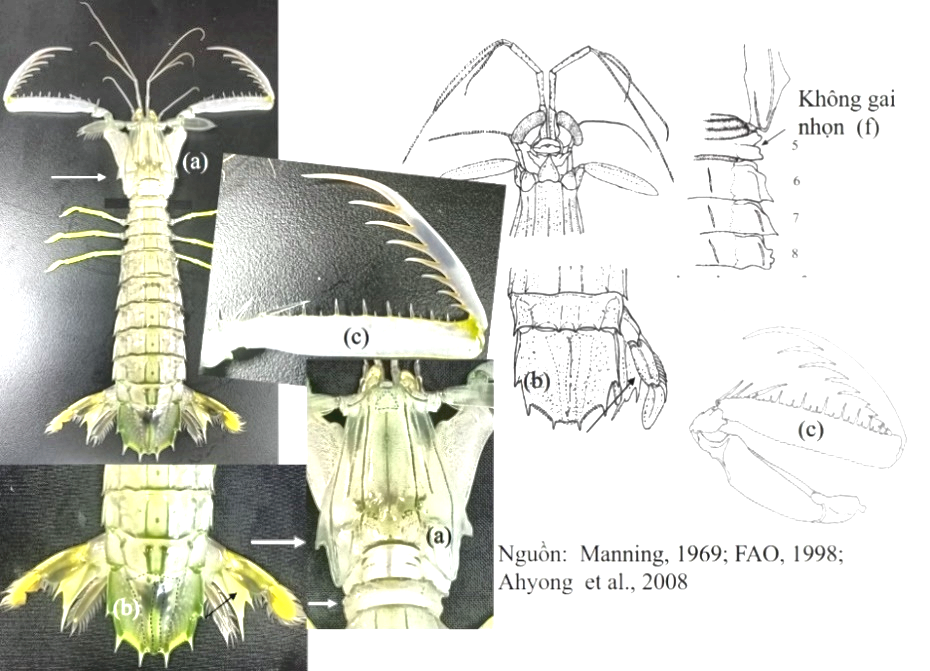 (a)
Không gai
nhọn (f)
5
6
7
8
(c)
(b)
(c)
(a)
(b)
Nguồn: Manning, 1969; FAO, 1998;
Ahyong et al., 2008